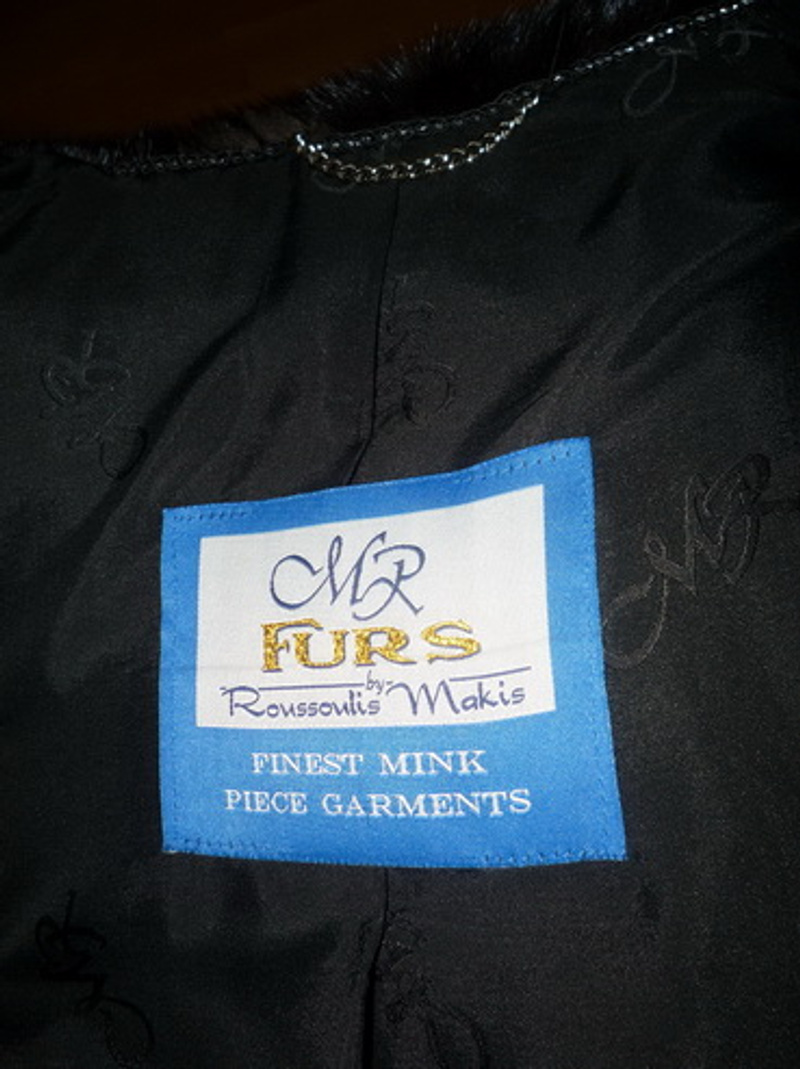 MR
FURS
by
Roussoulis Makis
FINEST MINK
PIECE GARMENTS